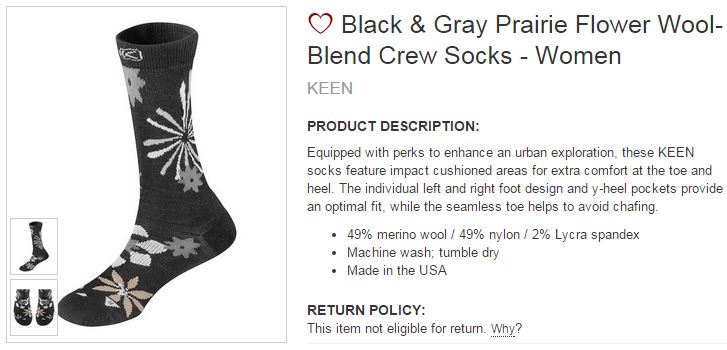 Black & Gray Prairie Flower Wool-
Blend Crew Socks - Women
KEEN
PRODUCT DESCRIPTION:
Equipped with perks to enhance an urban exploration, these KEEN
socks feature impact cushioned areas for extra comfort at the toe and
heel. The individual left and right foot design and y-heel pockets provide
an optimal fit, while the seamless toe helps to avoid chafing.
• 49% merino wool / 49% nylon / 2% Lycra spandex
• Machine wash; tumble dry
• Made in the USA
RETURN POLICY:
This item not eligible for return. Why?